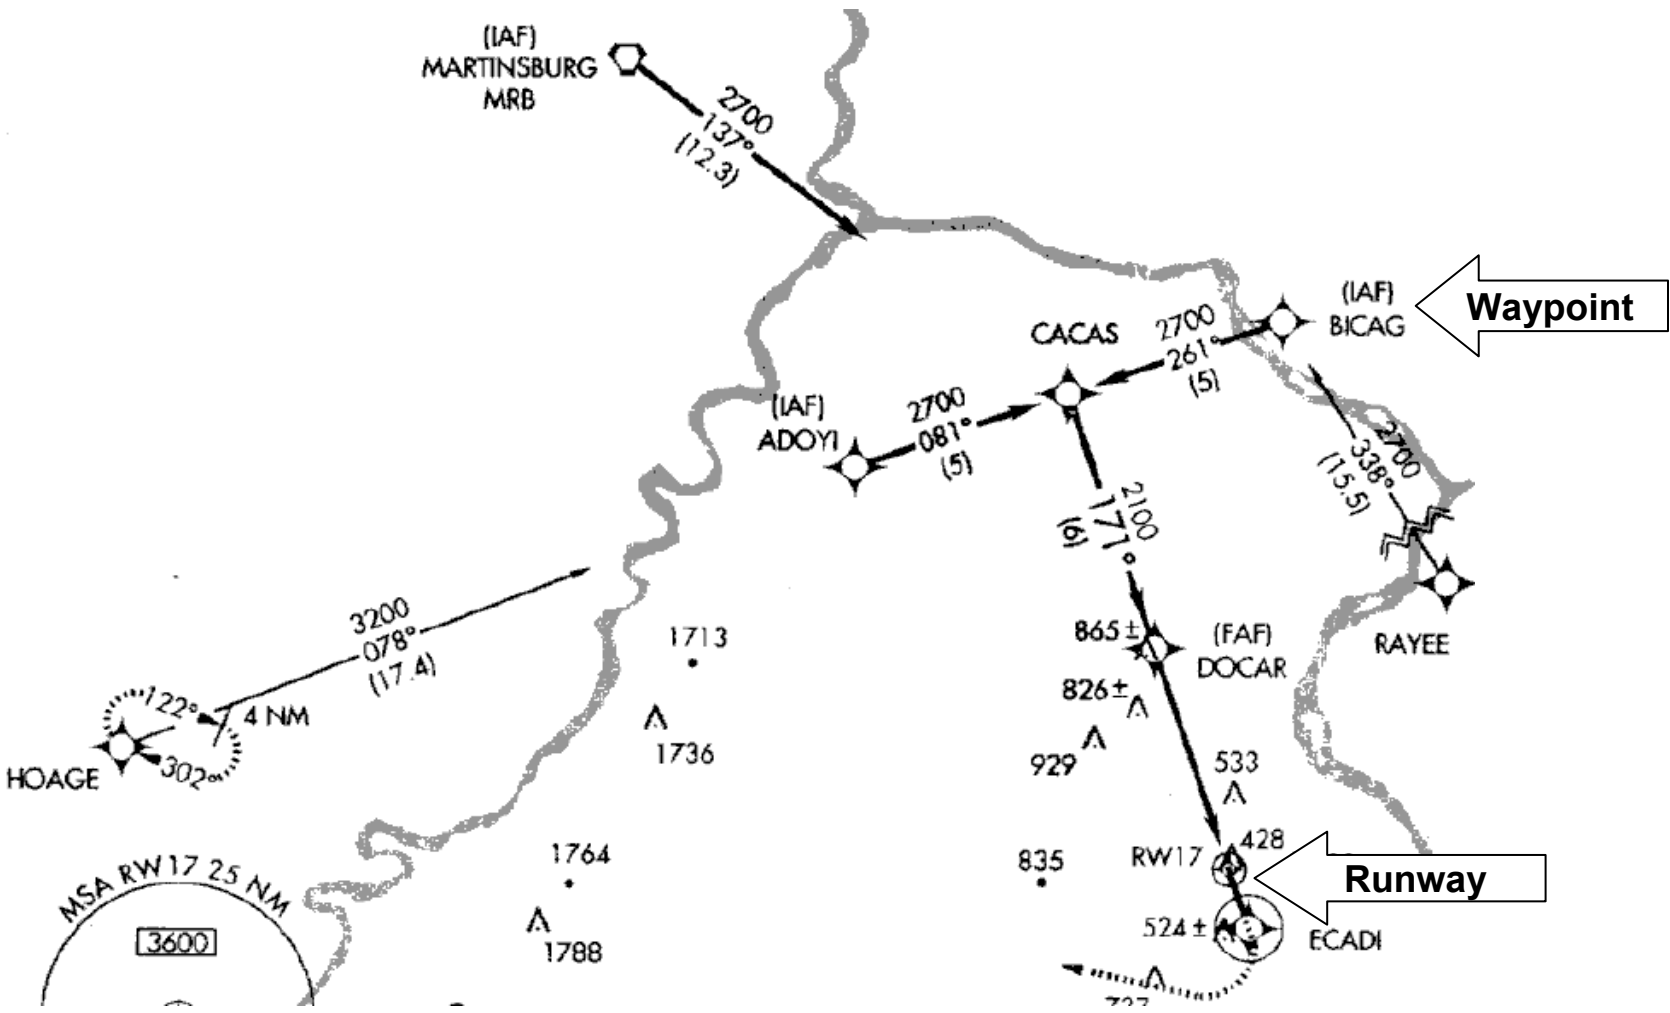 (IAF)
MARTINSBURG
MRB
2700
137°
(12.3)
(IAF)
BICAG
Waypoint
CACAS
2700
261°
(5)
(IAF)
ADOYI
2700
081°
(5)
2700
338°
(15.5)
2100
171°
(6)
RAYEE
3200
078°
(17.4)
122°
4 NM
302°
HOAGE
1713
1736
865±
(FAF)
DOCAR
826±
929
533
1764
1788
835
RW17
428
Runway
524±
ECADI
MSA RW17 25 NM
3600